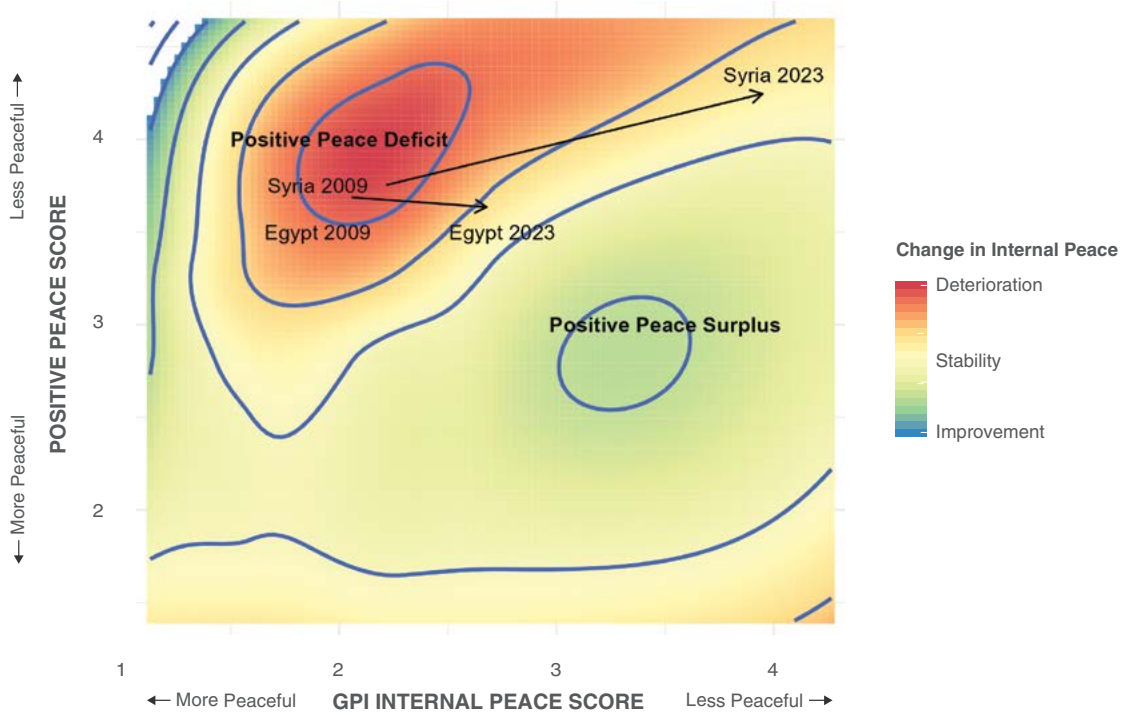 Less Peaceful
More Peaceful
POSITIVE PEACE SCORE
4
3
2
Syria 2023
Positive Peace Deficit
Syria 2009
Egypt 2009
Egypt 2023
Positive Peace Surplus
Change in Internal Peace
Deterioration
Stability
Improvement
1
2
3
4
More Peaceful
GPI INTERNAL PEACE SCORE
Less Peaceful